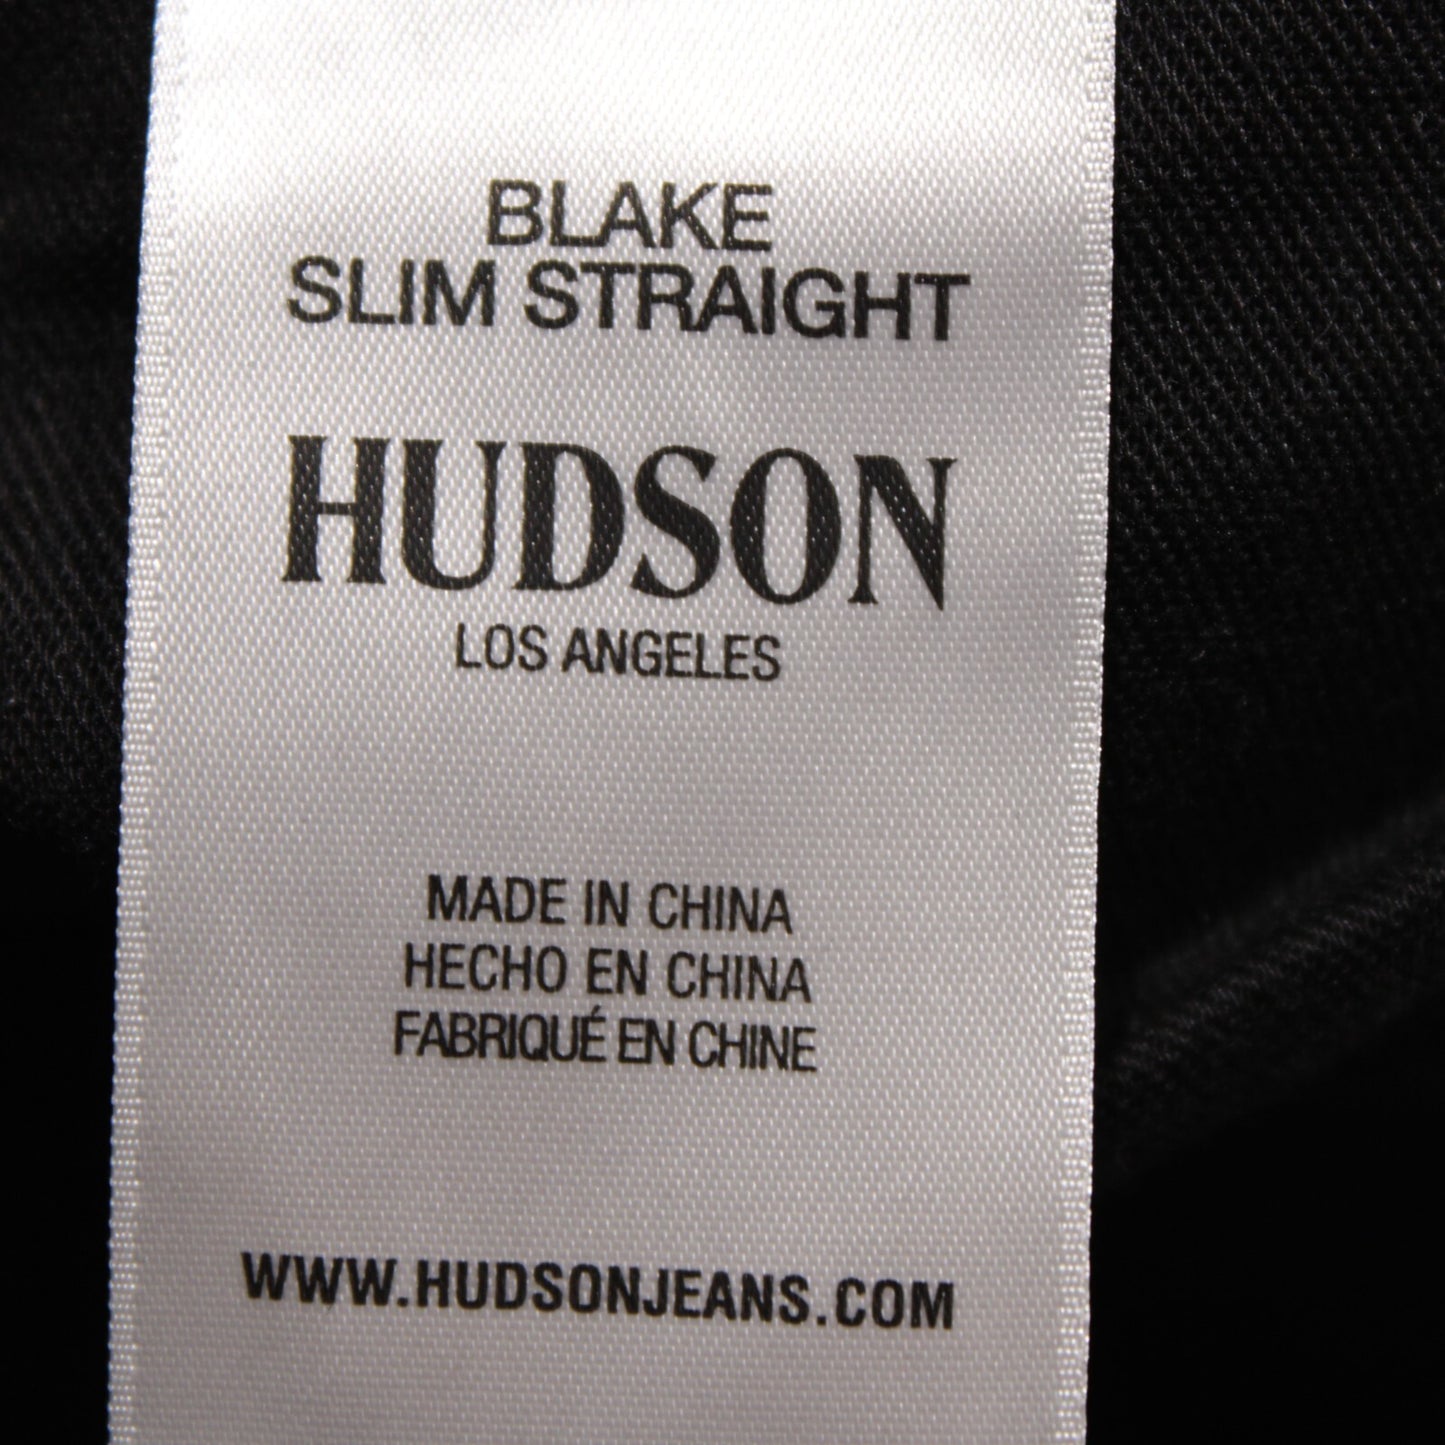 BLAKE
SLIM STRAIGHT
HUDSON
LOS ANGELES
MADE IN CHINA
HECHO EN CHINA
FABRIQUÉ EN CHINE
WWW.HUDSONJEANS.COM